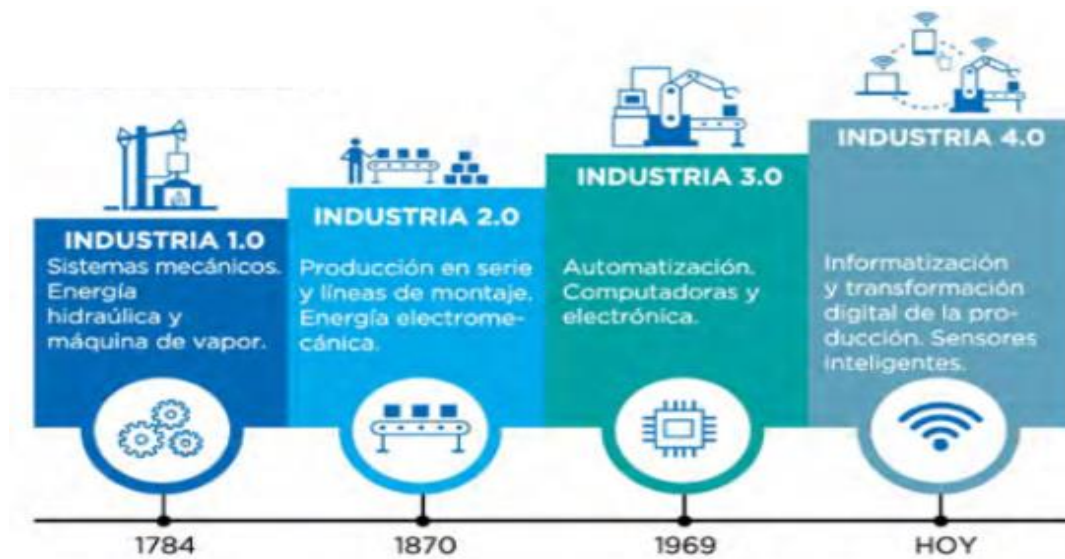 INDUSTRIA 1.0
Sistemas mecánicos.
Energía
hidraúlica y
máquina de vapor.
INDUSTRIA 2.0
Producción en serie
y líneas de montaje.
Energía electrome-
cánica.
INDUSTRIA 3.0
Automatización.
Computadoras y
electrónica.
INDUSTRIA 4.0
Informatización
y transformación
digital de la pro-
ducción. Sensores
inteligentes.
1784
1870
1969
HOY